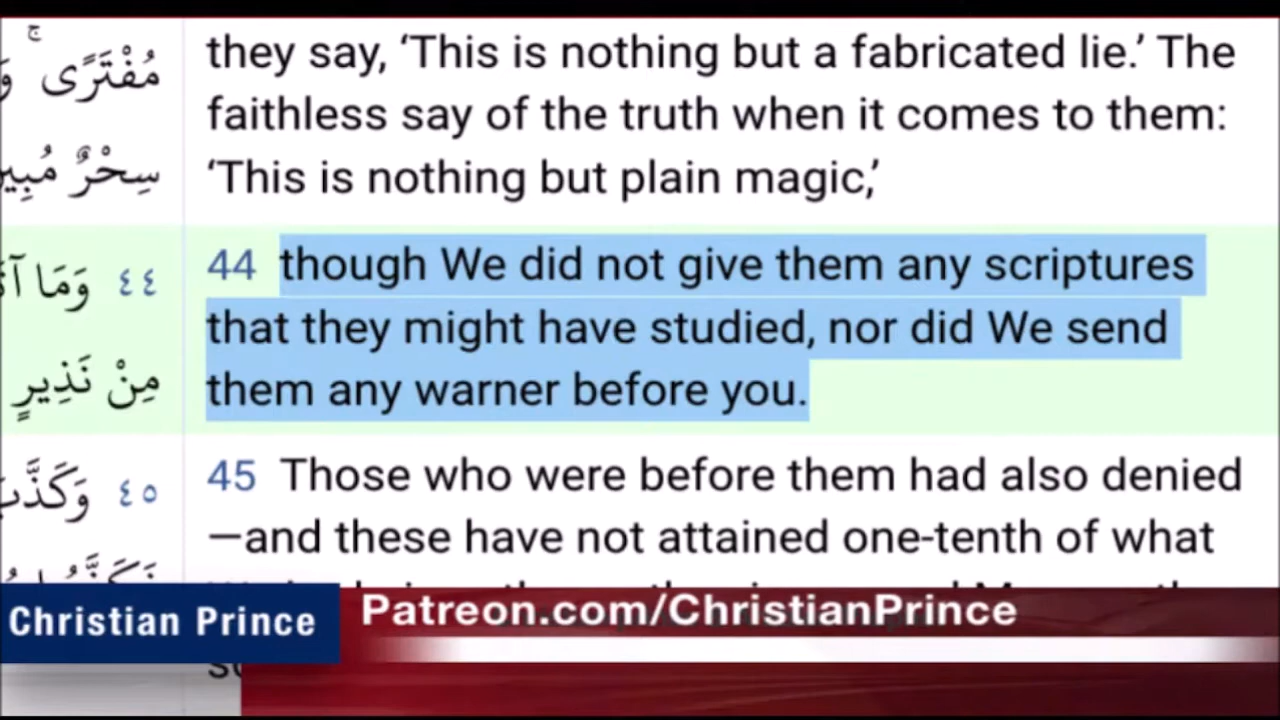 they say, ‘This is nothing but a fabricated lie.’ The
faithless say of the truth when it comes to them:
‘This is nothing but plain magic,’
44 though We did not give them any scriptures
that they might have studied, nor did We send
them any warner before you.
45 Those who were before them had also denied
—and these have not attained one-tenth of what
مُفْتَرًى ۚ
سِحْرٌ
٤٤ وَمَا
مِنْ نَذِيرٍ
٤٥
Christian Prince
Patreon.com/ChristianPrince